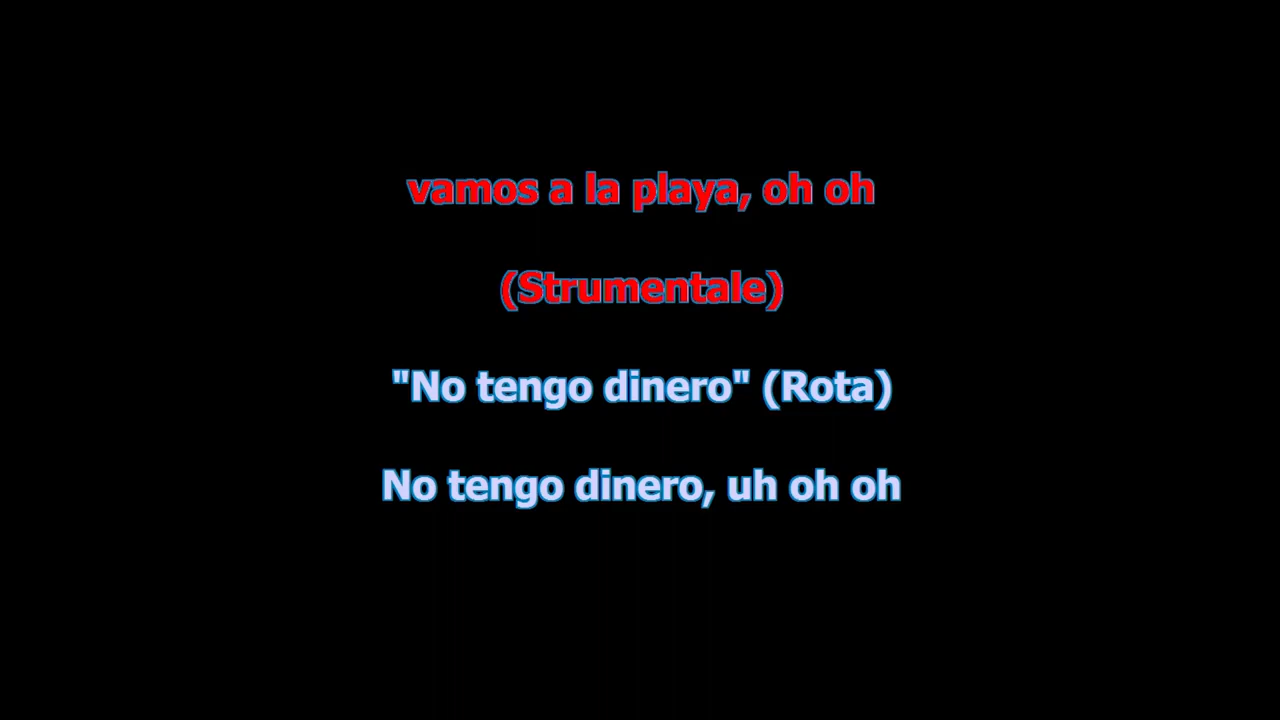 vamos a la playa, oh oh
(Strumentale)
"No tengo dinero" (Rota)
No tengo dinero, uh oh oh